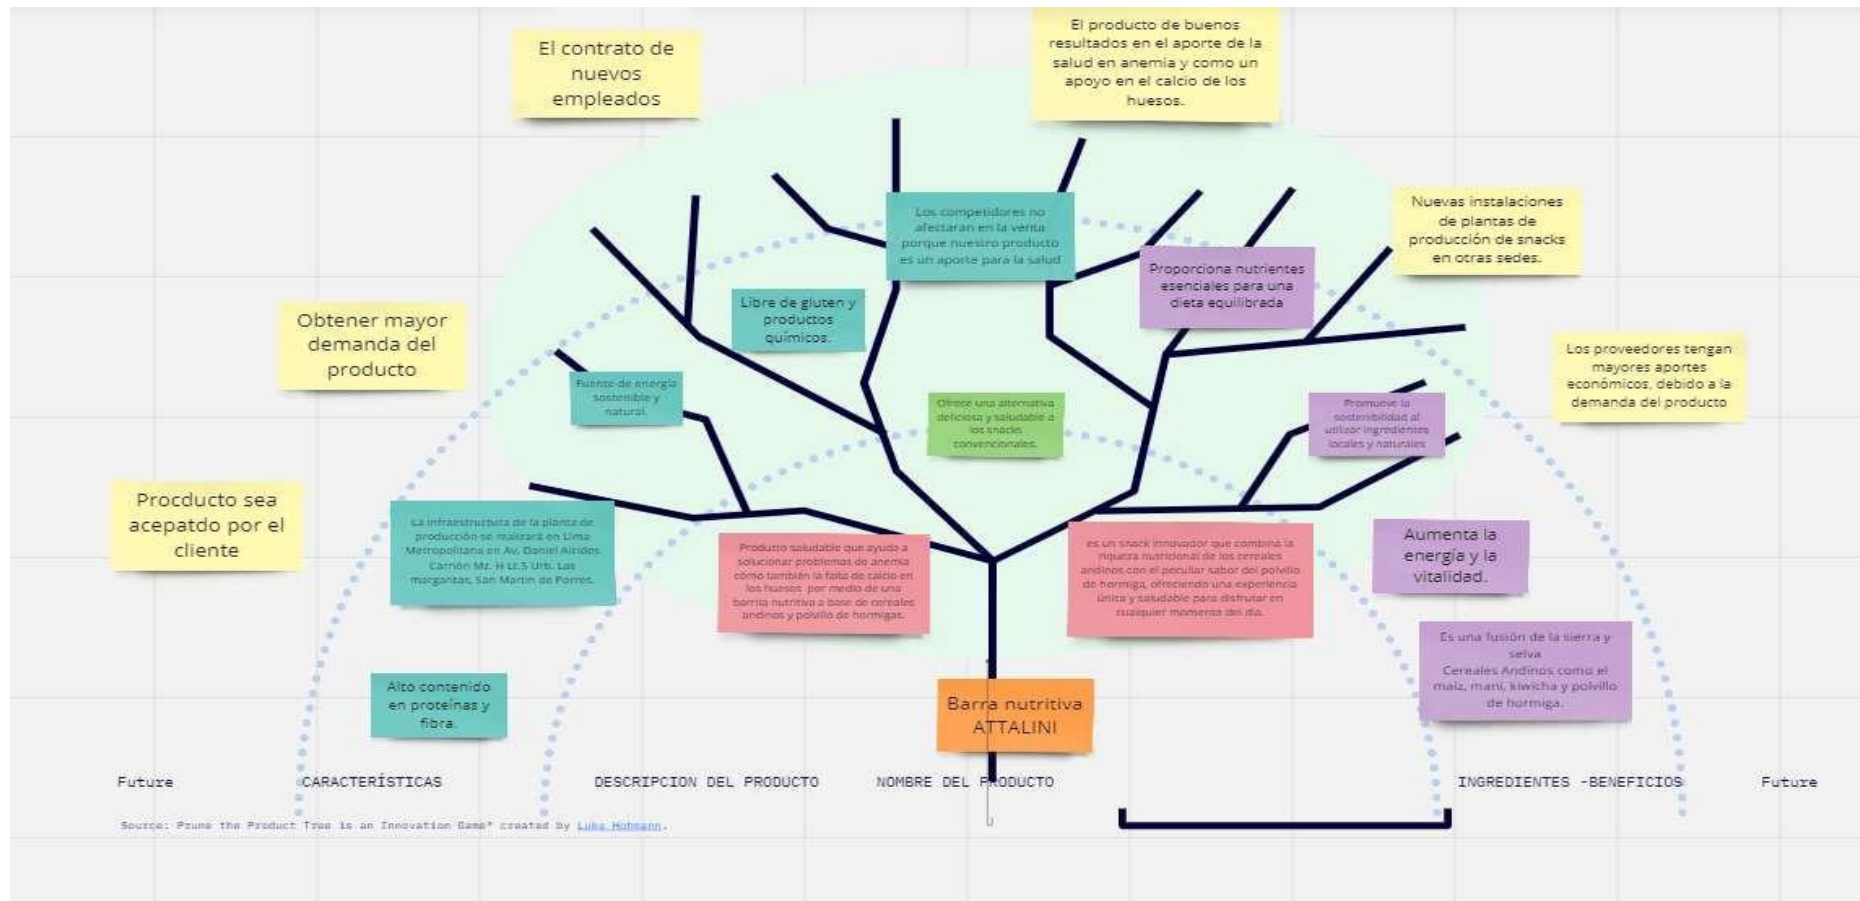 El contrato de
nuevos
empleados
El producto de buenos
resultados en el aporte de la
salud en anemia y como un
apoyo en el calcio de los
huesos.
Los competidores no
afectaran en la venta
porque nuestro producto
es un aporte para la salud
Nuevas instalaciones
de plantas de
producción de snacks
en otras sedes.
Proporciona nutrientes
esenciales para una
dieta equilibrada
Libre de gluten y
productos
químicos.
Obtener mayor
demanda del
producto
Los proveedores tengan
mayores aportes
económicos, debido a la
demanda del producto
Fuente de energía
sostenible y
natural.
Ofrece una alternativa
deliciosa y saludable a
los snacks
convencionales.
Promueve la
sostenibilidad al
utilizar ingredientes
locales y naturales
Procducto sea
acepatdo por el
cliente
La infraestructura de la planta de
producción se realizará en Lima
Metropolitana en Av. Daniel Alcides
Carrión Mz. H Lt.5 Urb. Las
margaritas, San Martin de Porres.
Producto saludable que ayuda a
solucionar problemas de anemia
cómo también la falta de calcio en
los huesos por medio de una
barrita nutritiva a base de cereales
andinos y polvillo de hormigas.
es un snack innovador que combina la
riqueza nutricional de los cereales
andinos con el peculiar sabor del polvillo
de hormiga, ofreciendo una experiencia
única y saludable para disfrutar en
cualquier momento del día.
Aumenta la
energía y la
vitalidad.
Es una fusión de la sierra y
selva
Cereales Andinos como el
maíz, maní, kiwicha y polvillo
de hormiga.
Alto contenido
en proteínas y
fibra.
Barra nutritiva
ATTALINI
Future CARACTERÍSTICAS DESCRIPCION DEL PRODUCTO NOMBRE DEL PRODUCTO INGREDIENTES -BENEFICIOS Future
Source: Prune the Product Tree is an Innovation Game® created by Luke Hohmann.